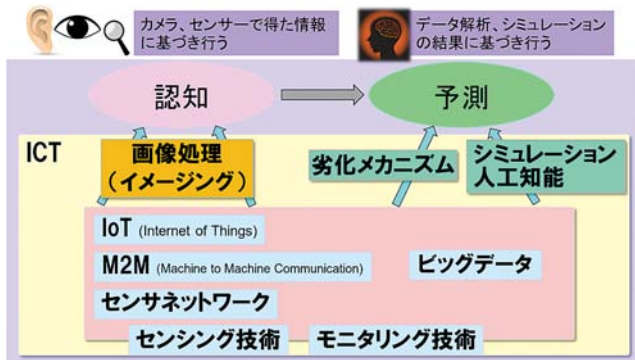 カメラ、センサーで得た情報
に基づき行う
データ解析、シミュレーション
の結果に基づき行う
認知
予測
ICT
画像処理
（イメージング）
劣化メカニズム
シミュレーション
人工知能
IoT (Internet of Things)
M2M (Machine to Machine Communication)
ビッグデータ
センサネットワーク
センシング技術
モニタリング技術